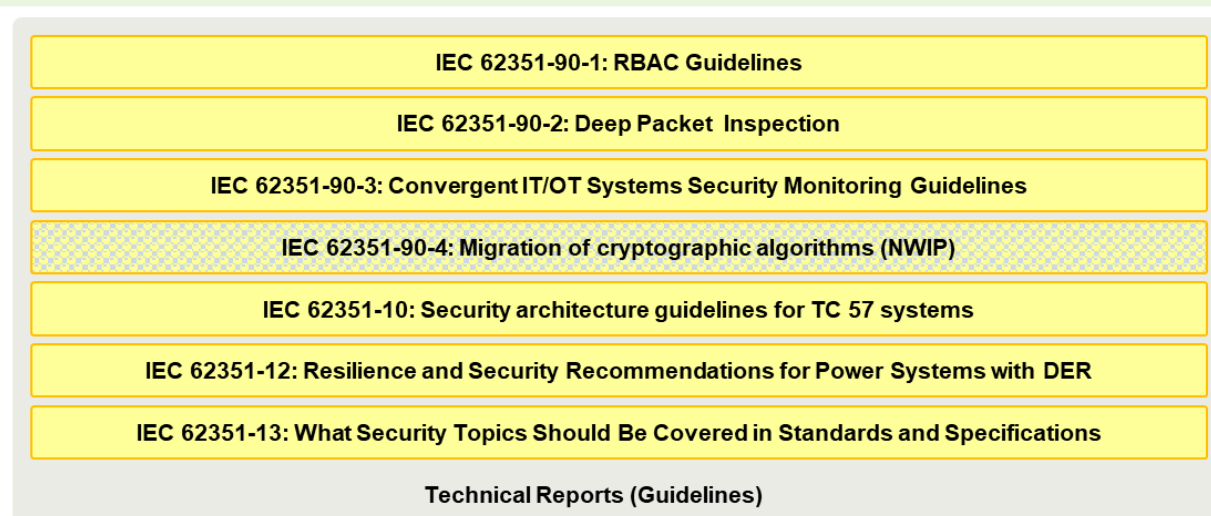 IEC 62351-90-1: RBAC Guidelines
IEC 62351-90-2: Deep Packet Inspection
IEC 62351-90-3: Convergent IT/OT Systems Security Monitoring Guidelines
IEC 62351-90-4: Migration of cryptographic algorithms (NWIP)
IEC 62351-10: Security architecture guidelines for TC 57 systems
IEC 62351-12: Resilience and Security Recommendations for Power Systems with DER
IEC 62351-13: What Security Topics Should Be Covered in Standards and Specifications
Technical Reports (Guidelines)